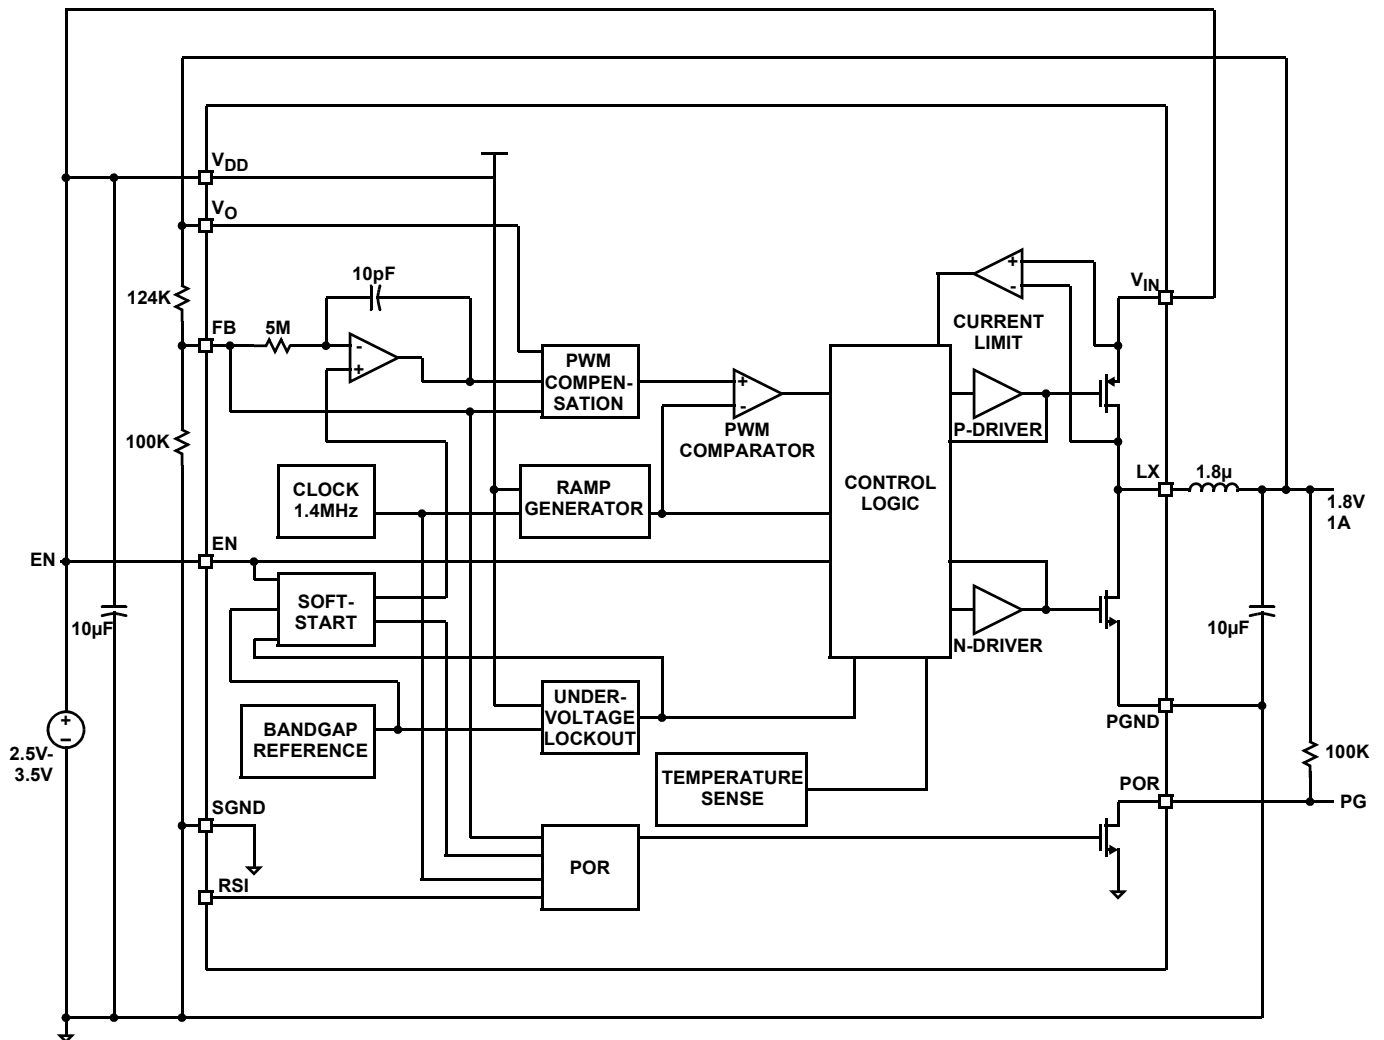 VDD
VO
10pF
124K
FB
5M
-
+
PWM
COMPEN-
SATION
+
-
PWM
COMPARATOR
+
-
CURRENT
LIMIT
VIN
P-DRIVER
100K
CLOCK
1.4MHz
RAMP
GENERATOR
CONTROL
LOGIC
LX
1.8µ
1.8V
1A
EN
EN
SOFT-
START
10µF
N-DRIVER
10µF
+
–
2.5V-
3.5V
BANDGAP
REFERENCE
UNDER-
VOLTAGE
LOCKOUT
PGND
100K
TEMPERATURE
SENSE
POR
PG
SGND
POR
RSI